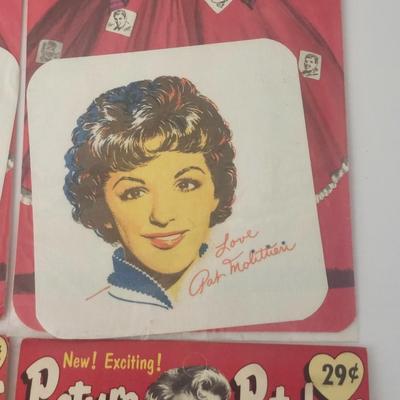 Love
Pat Molittieri
New! Exciting!
29¢